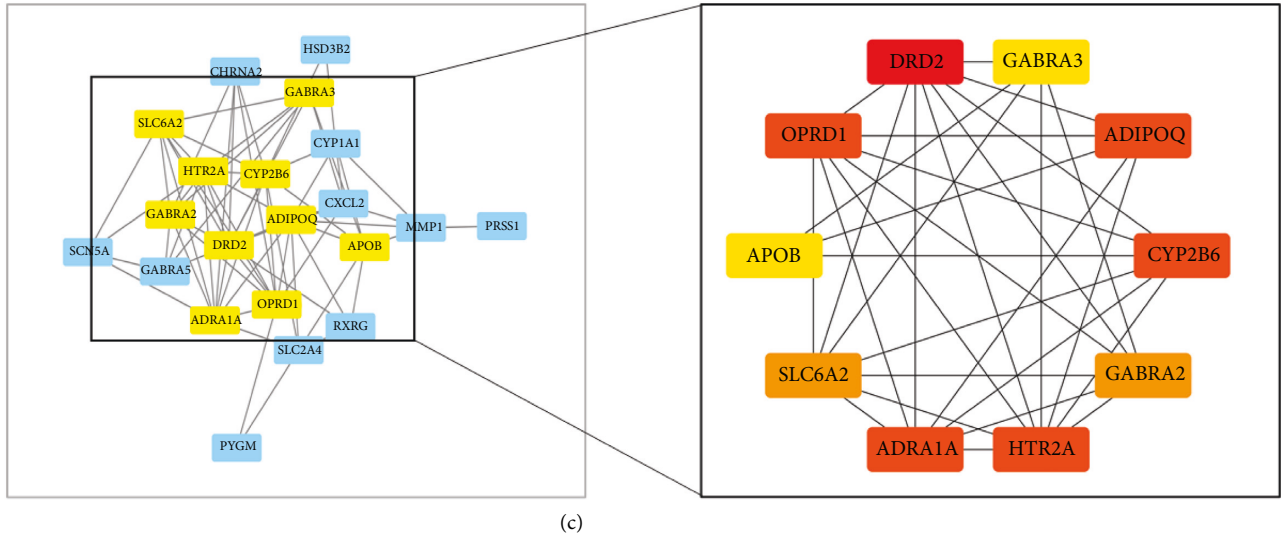 HSD3B2
CHRNA2
GABRA3
SLC6A2
CYP1A1
HTR2A
CYP2B6
CXCL2
GABRA2
ADIPOQ
MMP1
PRSS1
SCN5A
DRD2
APOB
GABRA5
OPRD1
ADRA1A
RXRG
SLC2A4
PYGM
DRD2
GABRA3
OPRD1
ADIPOQ
APOB
CYP2B6
SLC6A2
GABRA2
ADRA1A
HTR2A
(c)